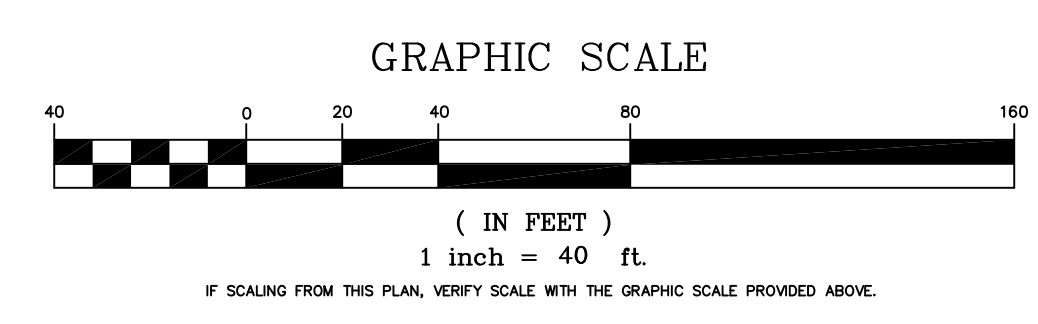 GRAPHIC SCALE
40 0 20 40 80 160
( IN FEET )
1 inch = 40 ft.
IF SCALING FROM THIS PLAN, VERIFY SCALE WITH THE GRAPHIC SCALE PROVIDED ABOVE.